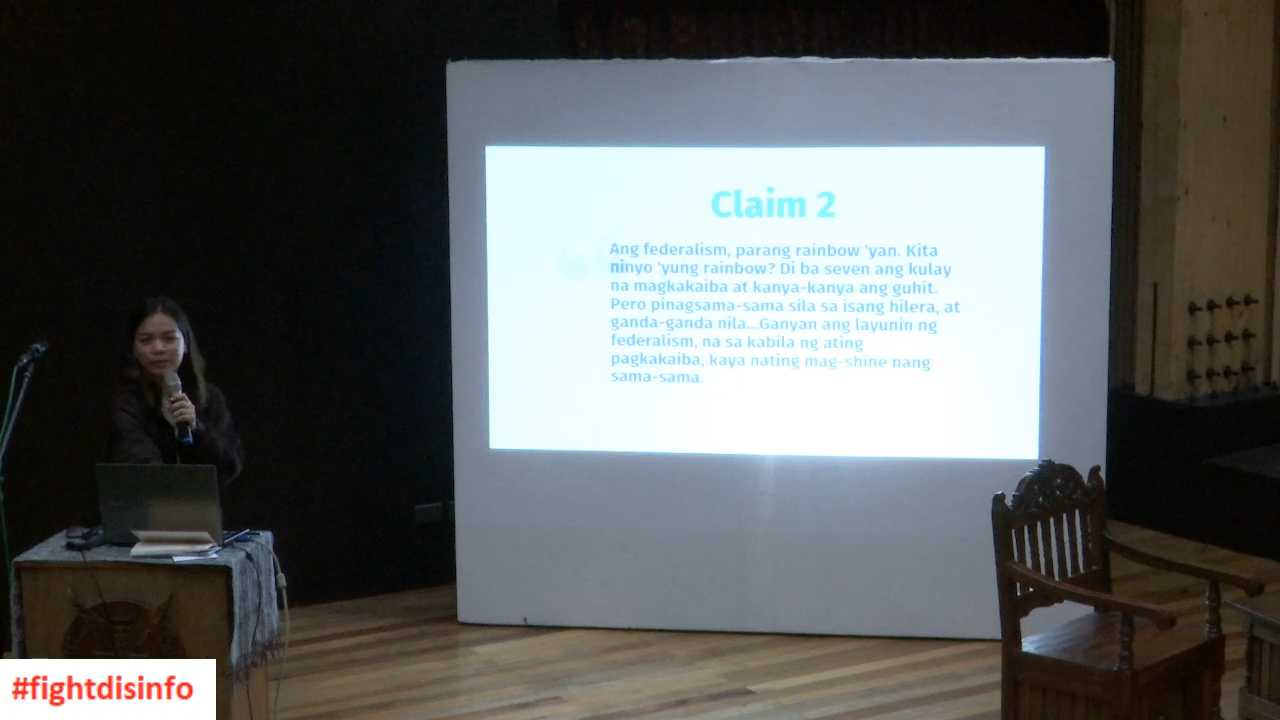 Claim 2
Ang federalism, parang rainbow 'yan. Kita
ninyo 'yung rainbow? Di ba seven ang kulay
na magkakaiba at kanya-kanya ang guhit.
Pero pinagsama-sama sila sa isang hilera, at
ganda-ganda nila...Ganyan ang layunin ng
federalism, na sa kabila ng ating
pagkakaiba, kaya nating mag-shine nang
sama-sama.
#fightdisinfo